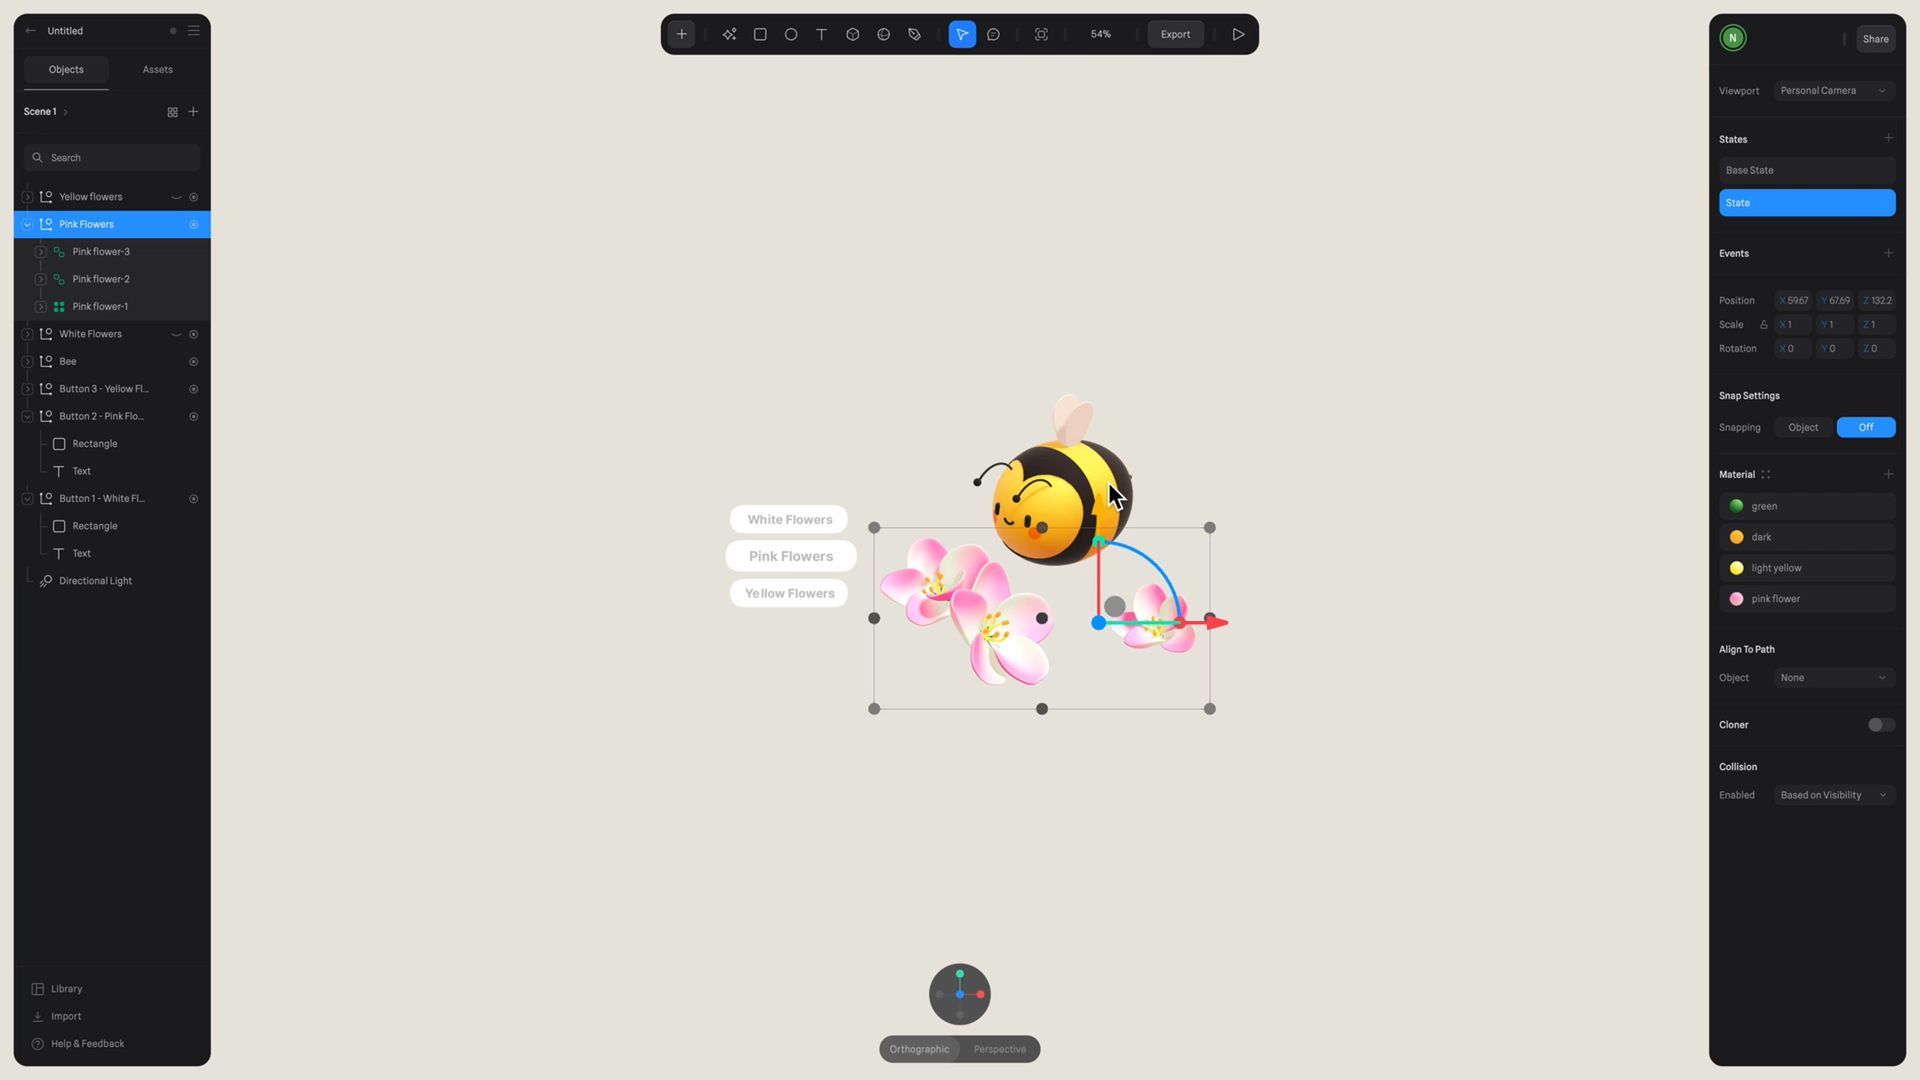 Untitled
Objects
Assets
Scene 1
Search
Yellow flowers
Pink Flowers
Pink flower-3
Pink flower-2
Pink flower-1
White Flowers
Bee
Button 3 - Yellow Fl...
Button 2 - Pink Flo...
Rectangle
Text
Button 1 - White Fl...
Rectangle
Text
Directional Light
Library
Import
Help & Feedback
54%
Export
White Flowers
Pink Flowers
Yellow Flowers
Orthographic
Perspective
N
Share
Viewport Personal Camera
States
Base State
State
Events
Position X 59.67 Y 67.69 Z 132.2
Scale X 1 Y 1 Z 1
Rotation X 0 Y 0 Z 0
Snap Settings
Snapping Object Off
Material
green
dark
light yellow
pink flower
Align To Path
Object None
Cloner
Collision
Enabled Based on Visibility